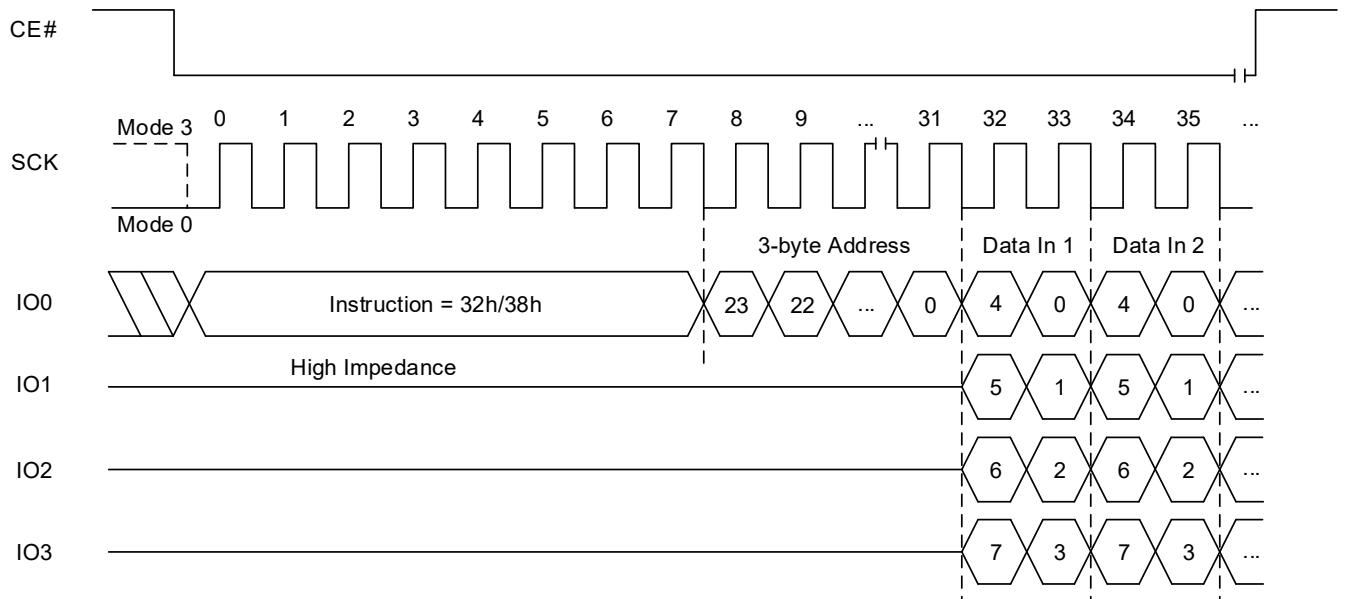 CE#
Mode 3 0 1 2 3 4 5 6 7 8 9 ... 31 32 33 34 35 ...
SCK
Mode 0
3-byte Address Data In 1 Data In 2
IO0 Instruction = 32h/38h 23 22 ... 0 4 0 4 0 ...
High Impedance
IO1 5 1 5 1 ...
IO2 6 2 6 2 ...
IO3 7 3 7 3 ...